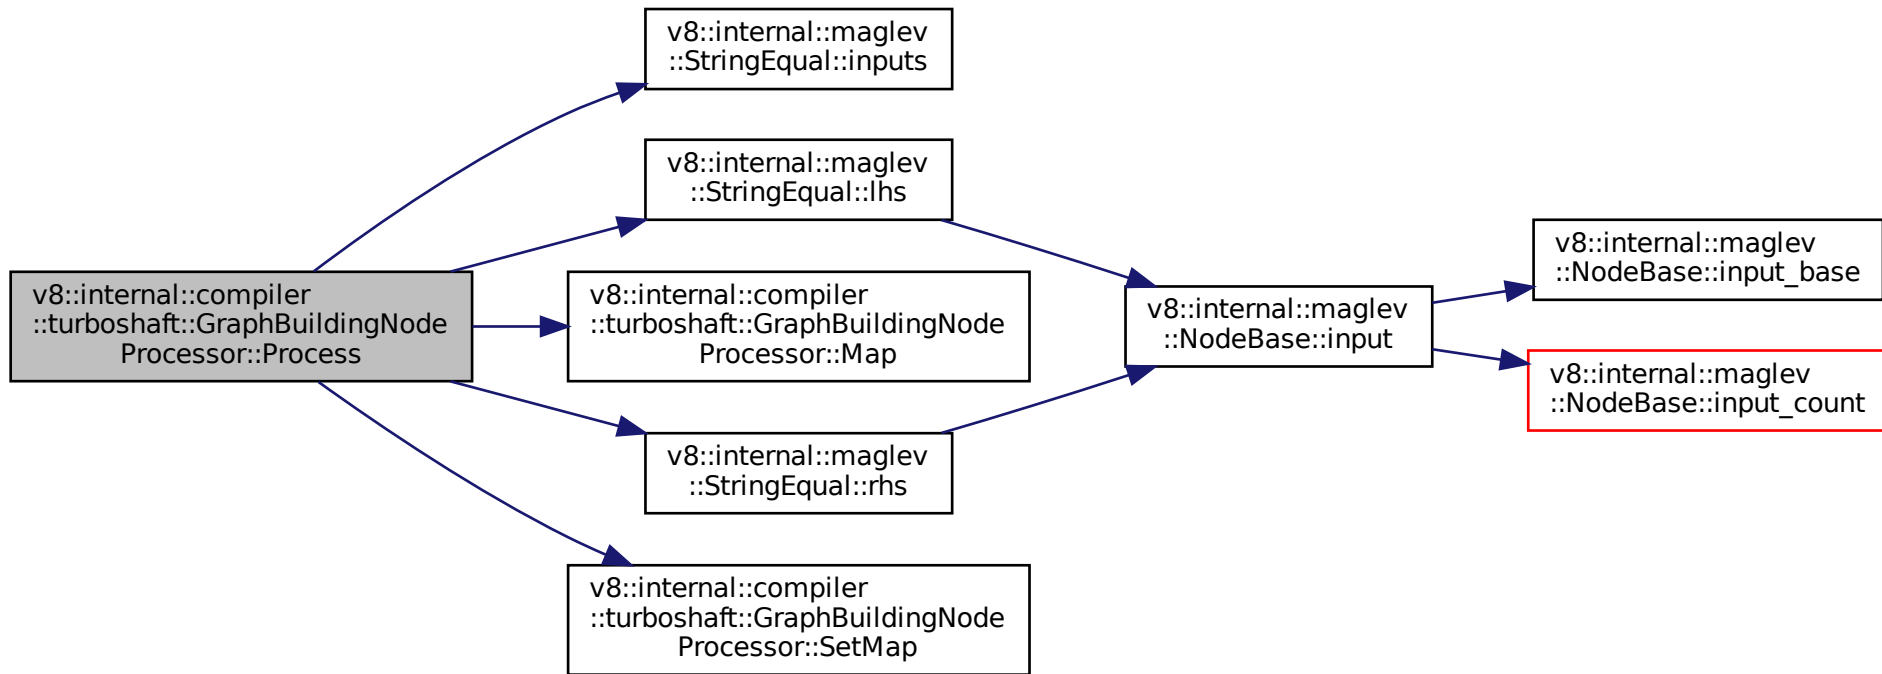 v8::internal::maglev
::StringEqual::inputs
v8::internal::maglev
::StringEqual::lhs
v8::internal::compiler
::turboshaft::GraphBuildingNode
Processor::Process
v8::internal::compiler
::turboshaft::GraphBuildingNode
Processor::Map
v8::internal::maglev
::StringEqual::rhs
v8::internal::compiler
::turboshaft::GraphBuildingNode
Processor::SetMap
v8::internal::maglev
::NodeBase::input
v8::internal::maglev
::NodeBase::input_base
v8::internal::maglev
::NodeBase::input_count